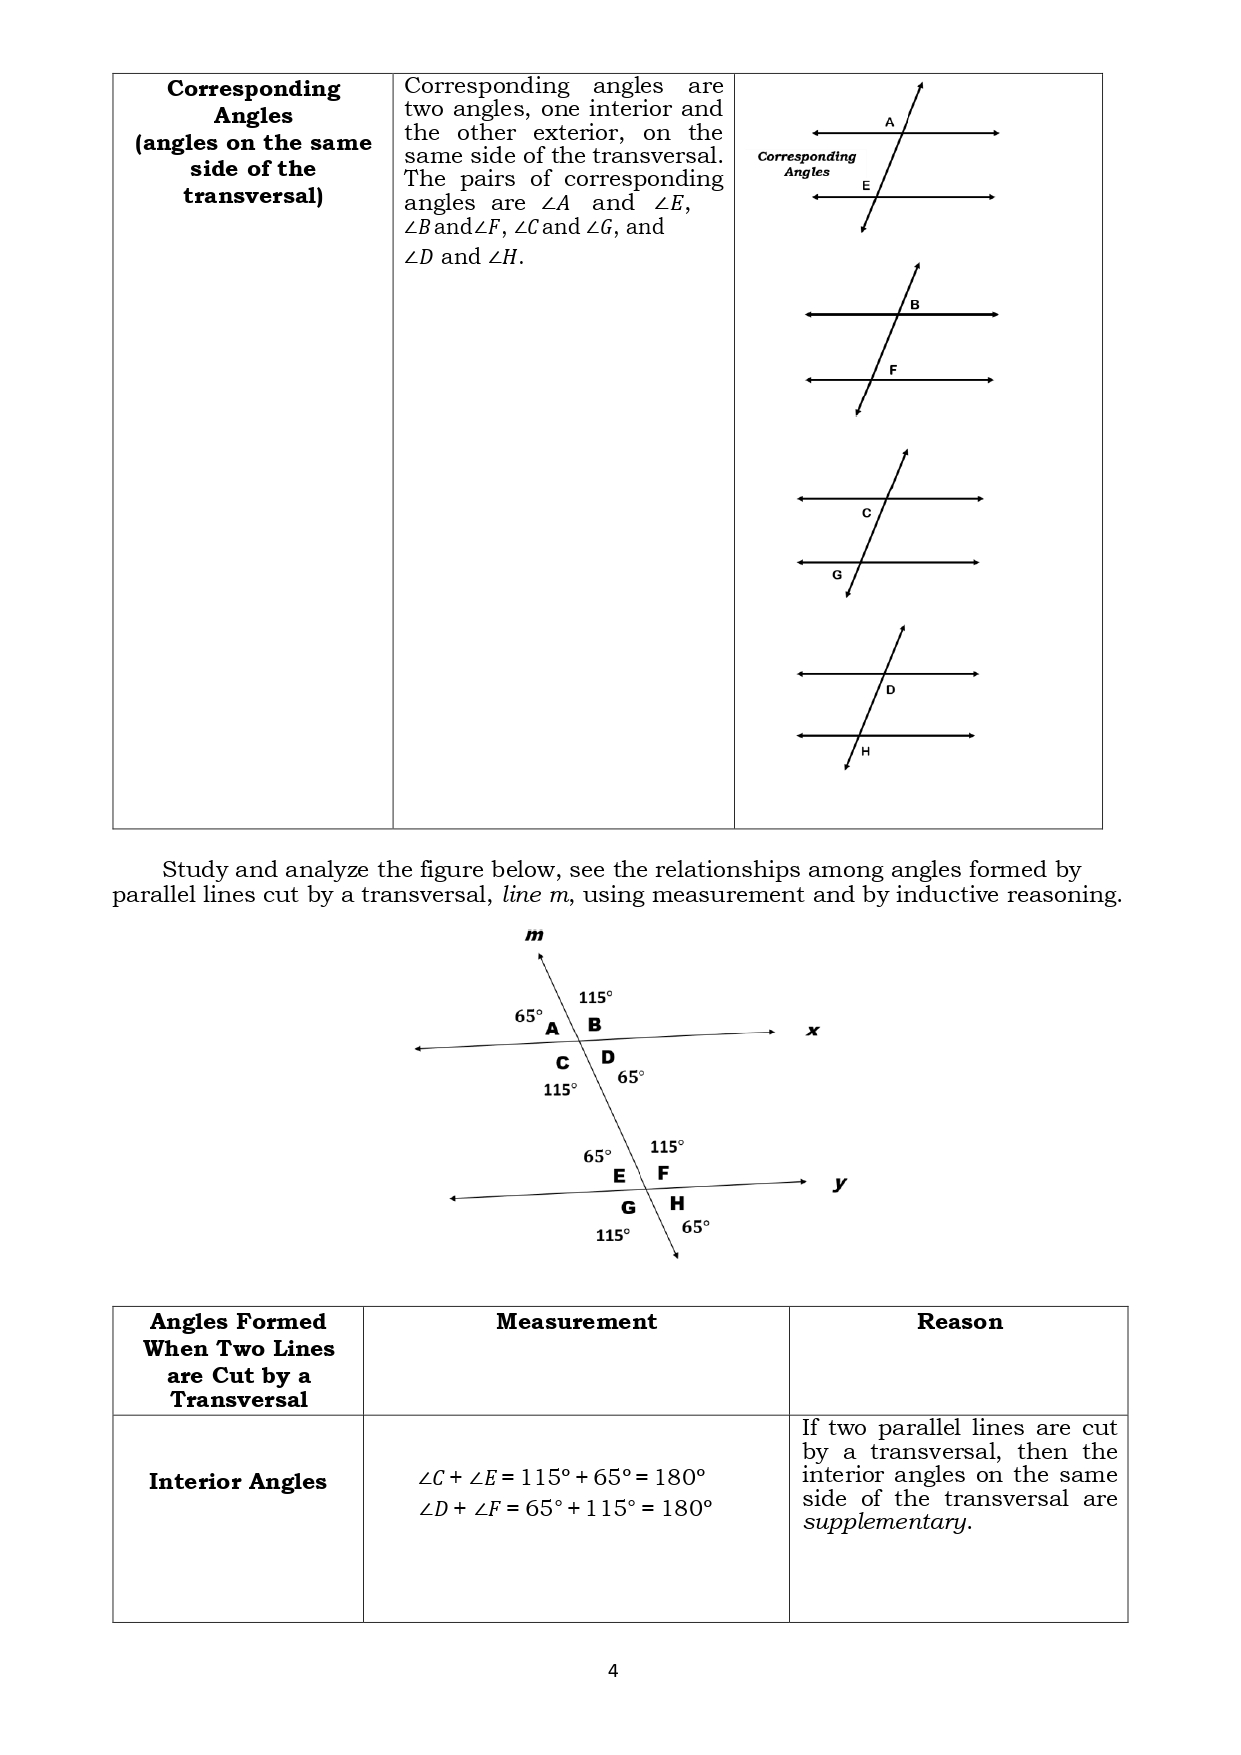 Corresponding
Angles
(angles on the same
side of the
transversal)
Corresponding angles are
two angles, one interior and
the other exterior, on the
same side of the transversal.
The pairs of corresponding
angles are ∠A and ∠E,
∠B and∠F, ∠C and ∠G, and
∠D and ∠H.
A
Corresponding
Angles
E
B
F
C
G
D
H
Study and analyze the figure below, see the relationships among angles formed by
parallel lines cut by a transversal, line m, using measurement and by inductive reasoning.
m
115°
65° A B
x
C D
115° 65°
65° 115°
E F
y
G H
115° 65°
Angles Formed
When Two Lines
are Cut by a
Transversal
Measurement
Reason
Interior Angles
∠C + ∠E = 115° + 65° = 180°
∠D + ∠F = 65° + 115° = 180°
If two parallel lines are cut
by a transversal, then the
interior angles on the same
side of the transversal are
supplementary.
4